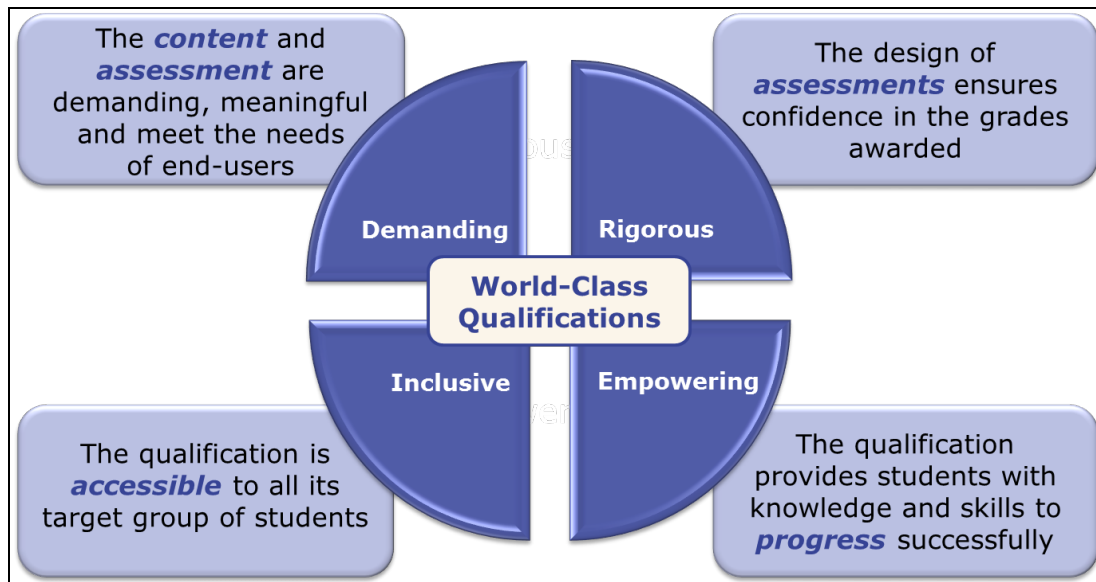 The content and
assessment are
demanding, meaningful
and meet the needs
of end-users
The design of
assessments ensures
confidence in the grades
awarded
Demanding
Rigorous
World-Class
Qualifications
Inclusive
Empowering
The qualification is
accessible to all its
target group of students
The qualification
provides students with
knowledge and skills to
progress successfully